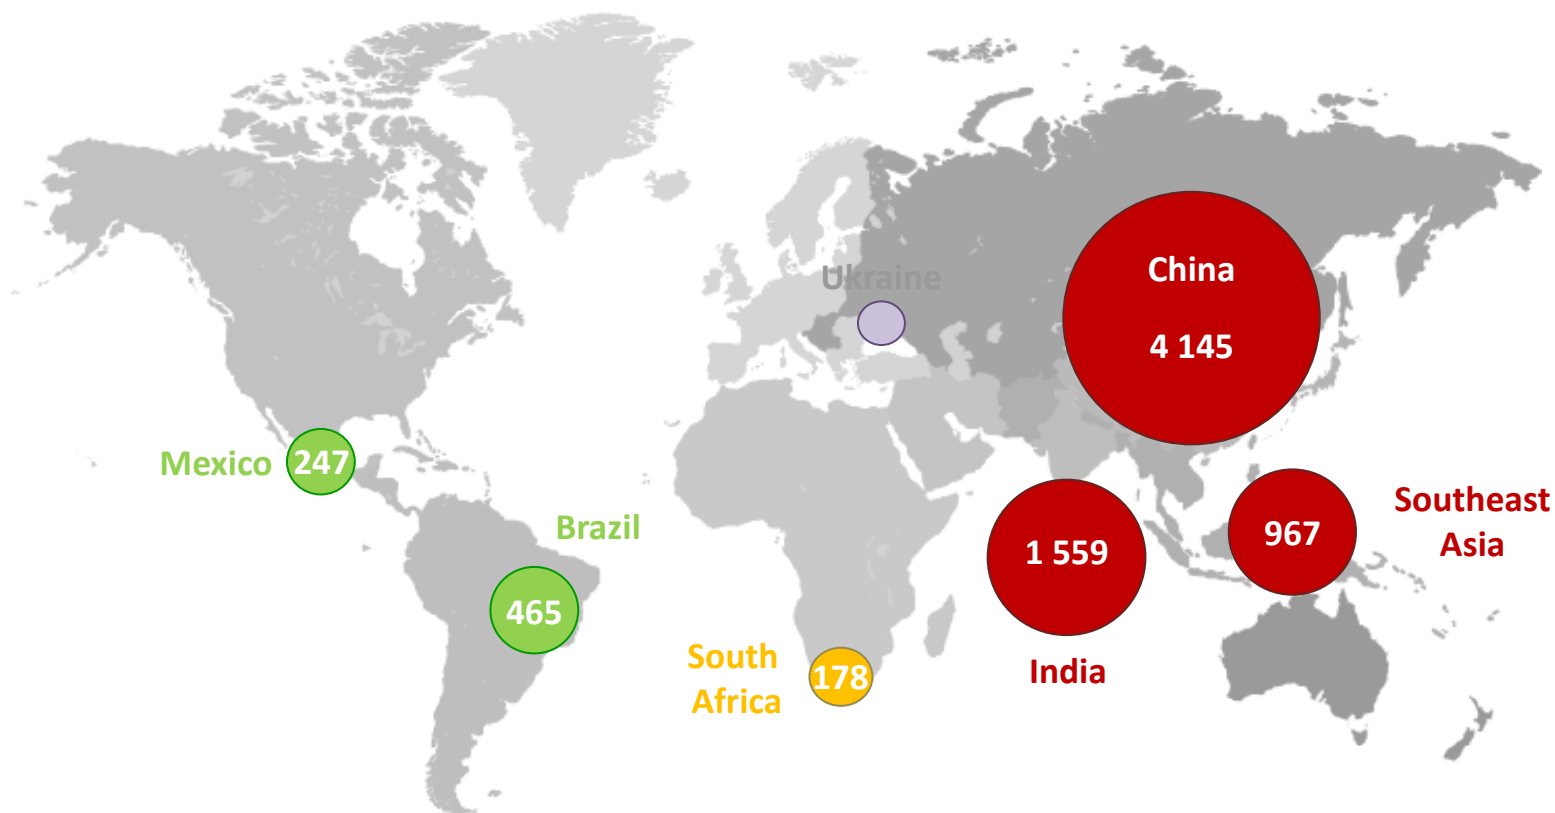 Ukraine
China
4 145
Mexico
247
Brazil
465
South
Africa
178
1 559
India
967
Southeast
Asia